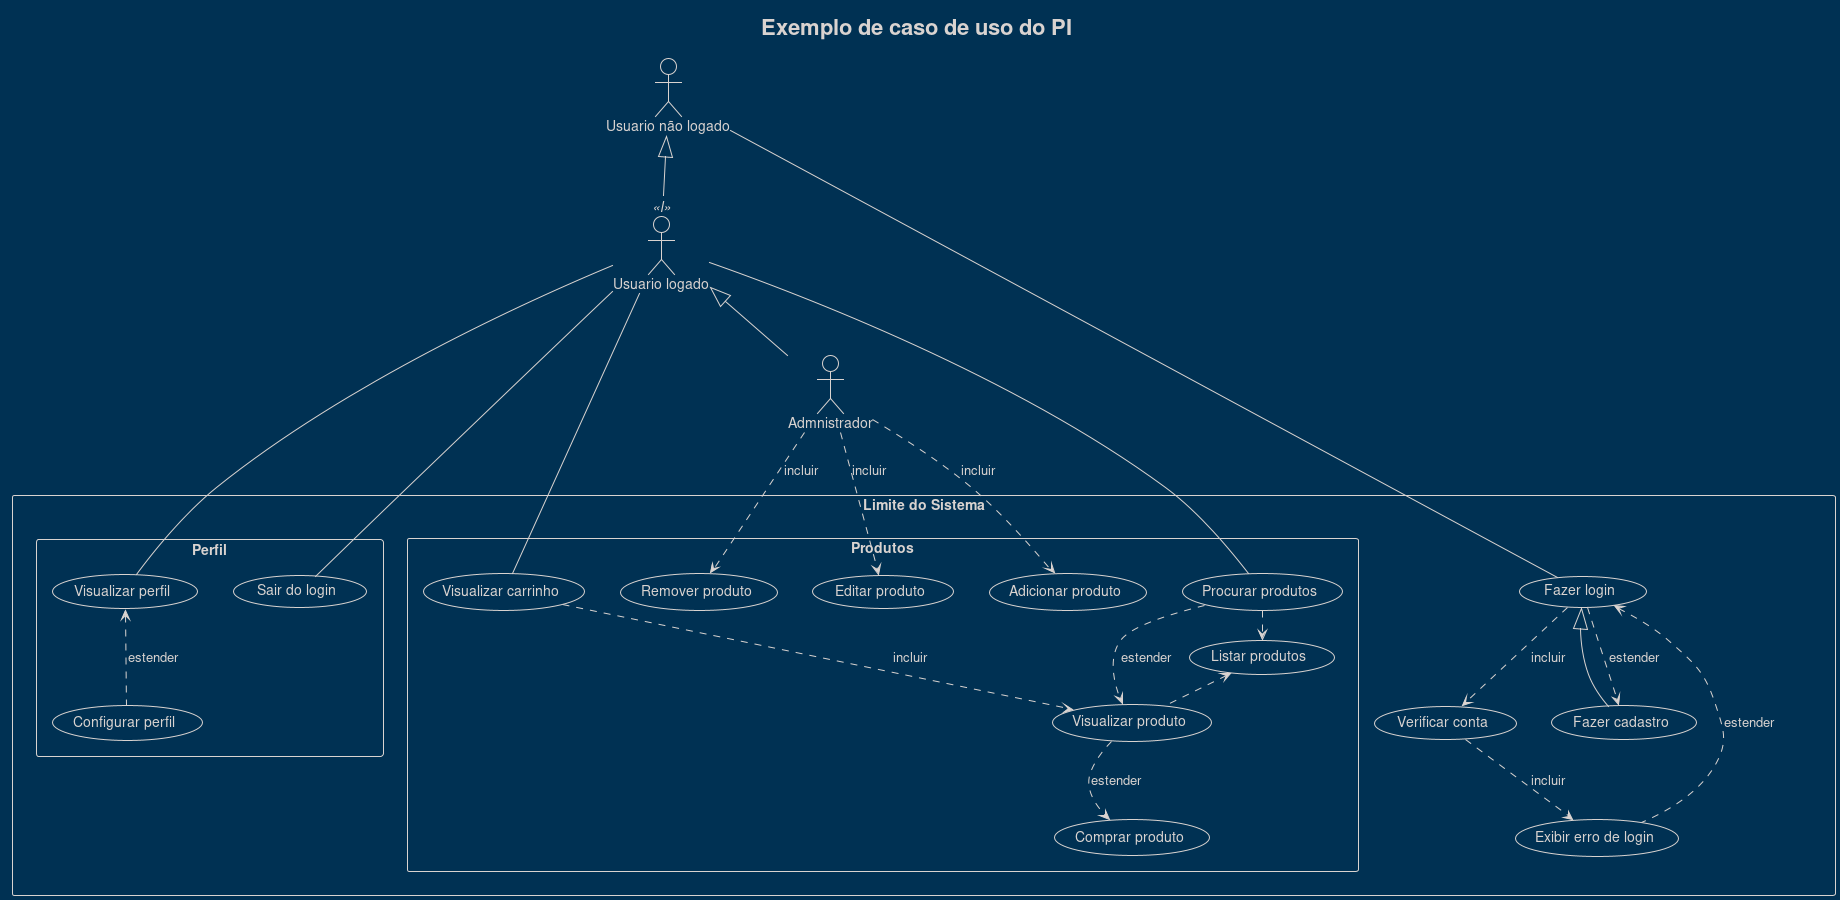 Exemplo de caso de uso do PI
Usuario não logado
«/»
Usuario logado
Admnistrador
incluir
incluir
incluir
Limite do Sistema
Perfil
Produtos
Visualizar perfil
Sair do login
Visualizar carrinho
Remover produto
Editar produto
Adicionar produto
Procurar produtos
Fazer login
estender
incluir
estender
Listar produtos
incluir
estender
Configurar perfil
Visualizar produto
Verificar conta
Fazer cadastro
estender
estender
incluir
Comprar produto
Exibir erro de login